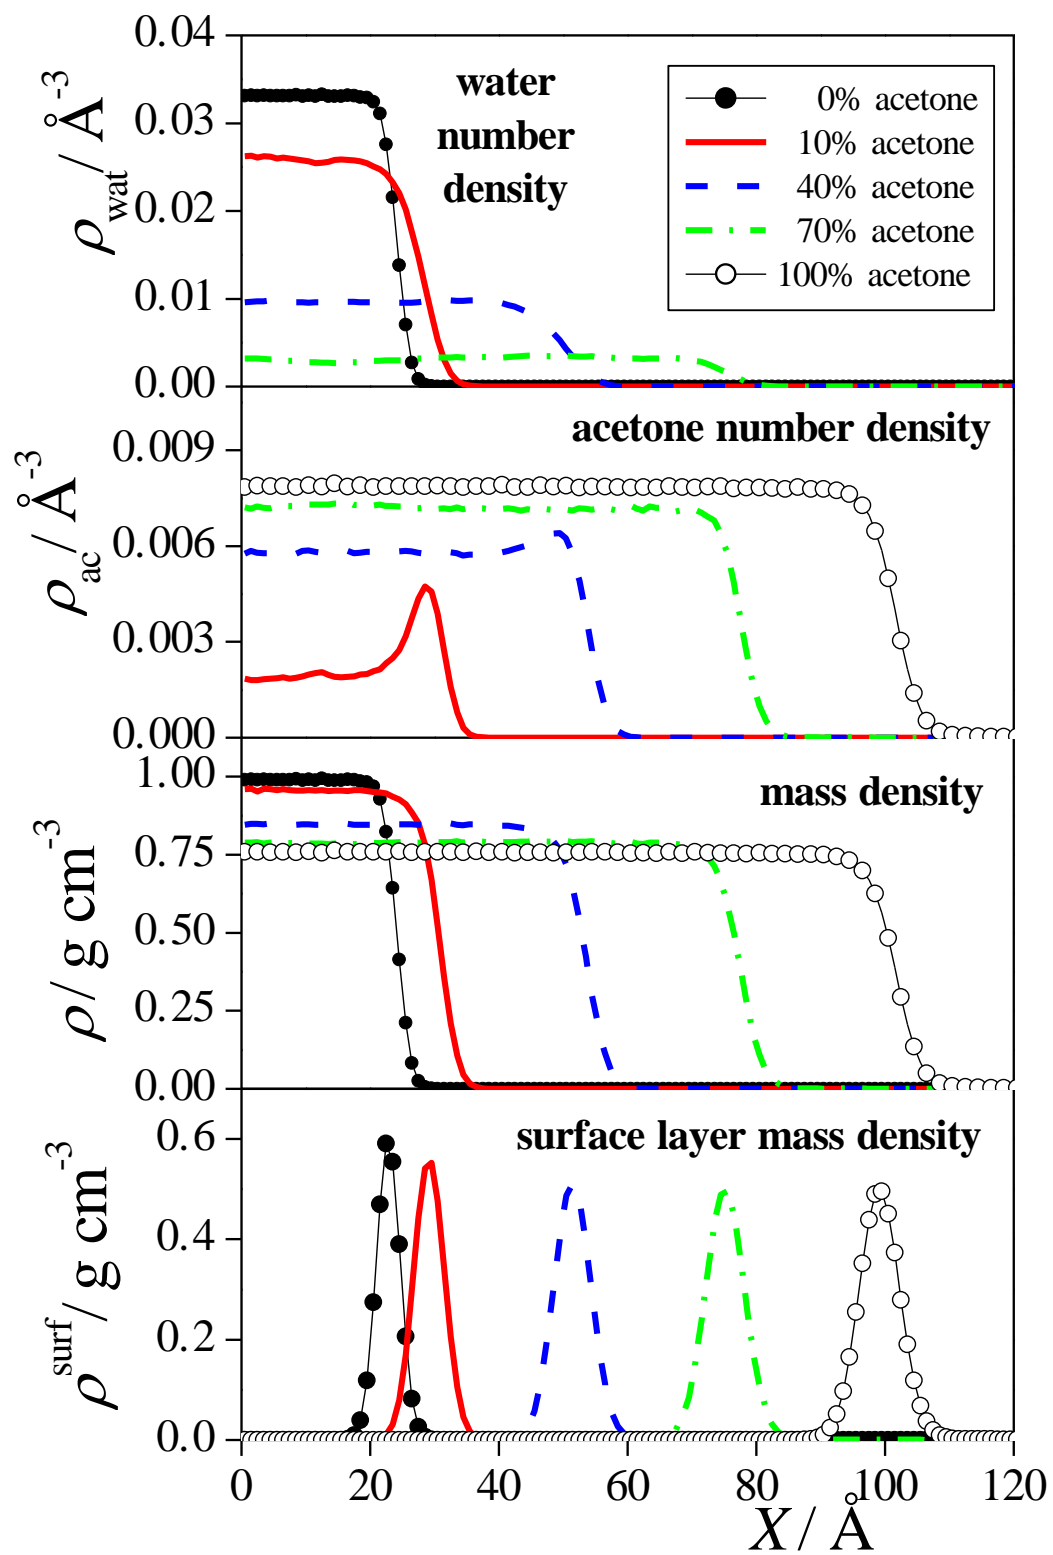 0.04
0.03
0.02
0.01
0.00
ρwat / Å-3
water
number
density
0% acetone
10% acetone
40% acetone
70% acetone
100% acetone
0.009
0.006
0.003
0.000
ρac / Å-3
acetone number density
1.00
0.75
0.50
0.25
0.00
ρ / g cm-3
mass density
0.6
0.4
0.2
0.0
ρsurf / g cm-3
surface layer mass density
0 20 40 60 80 100 120
X / Å